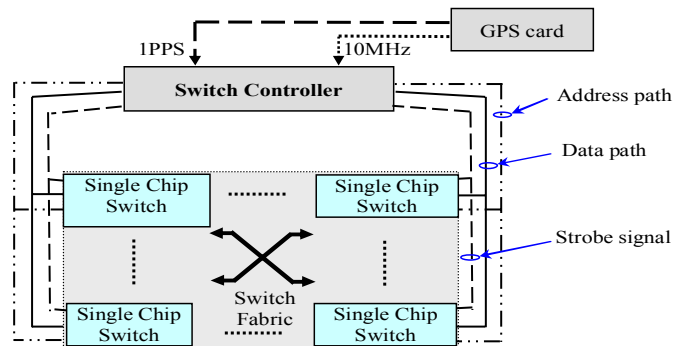 GPS card
1PPS
10MHz
Switch Controller
Address path
Data path
Single Chip
Switch
Single Chip
Switch
Strobe signal
Switch
Fabric
Single Chip
Switch
Single Chip
Switch